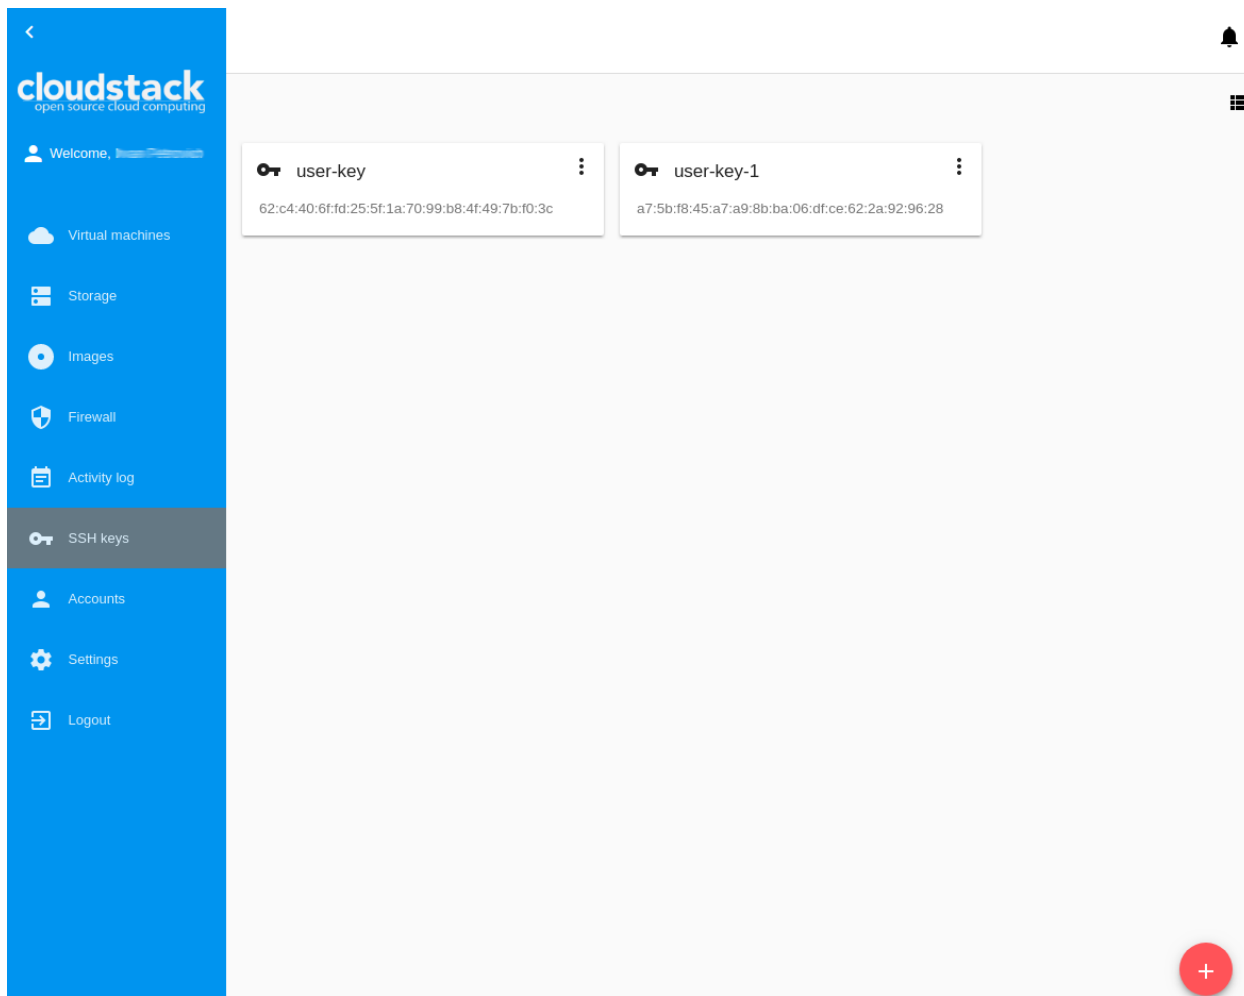 cloudstack
open source cloud computing
Welcome,
Virtual machines
Storage
Images
Firewall
Activity log
SSH keys
Accounts
Settings
Logout
user-key
62:c4:40:6f:fd:25:5f:1a:70:99:b8:4f:49:7b:f0:3c
user-key-1
a7:5b:f8:45:a7:a9:8b:ba:06:df:ce:62:2a:92:96:28